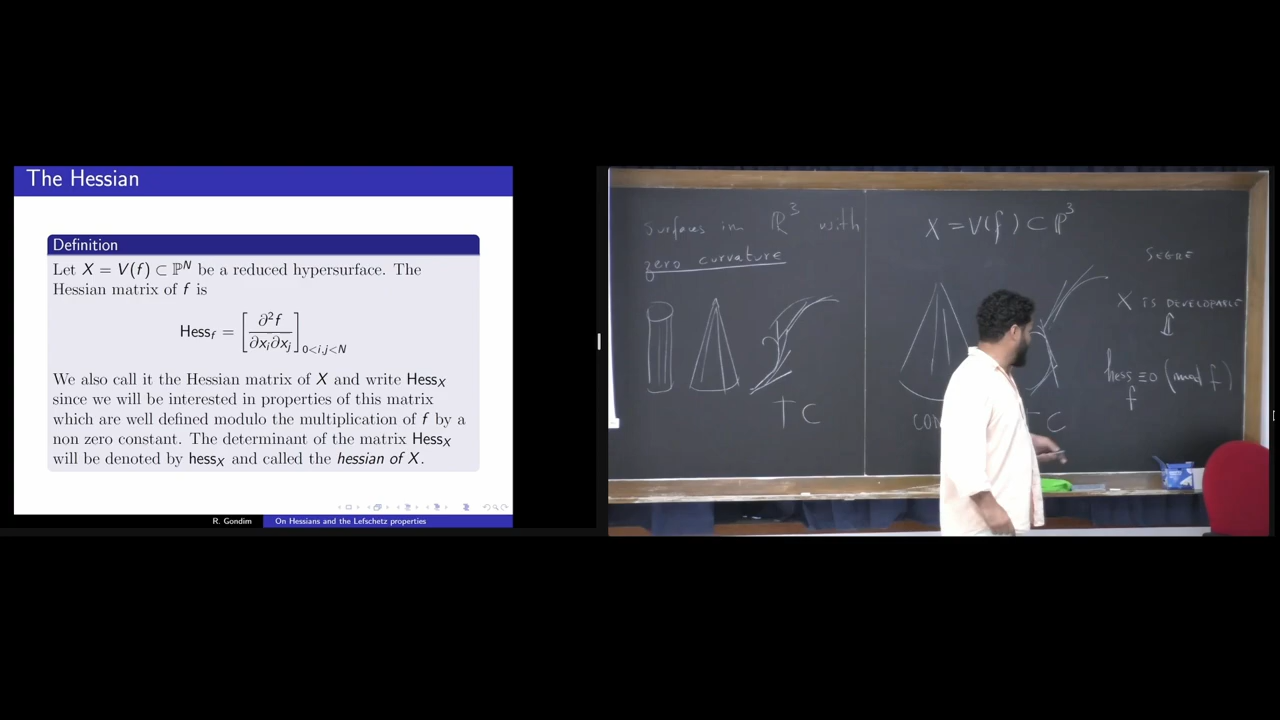 The Hessian
Definition
Let X = V(f) ⊂ ℙ^N be a reduced hypersurface. The
Hessian matrix of f is
Hess_f = [∂²f / ∂x_i∂x_j]_{0<i,j<N}
We also call it the Hessian matrix of X and write Hess_X
since we will be interested in properties of this matrix
which are well defined modulo the multiplication of f by a
non zero constant. The determinant of the matrix Hess_X
will be denoted by hess_X and called the hessian of X.
R. Gondim On Hessians and the Lefschetz properties
surfaces in ℝ³ with
zero curvature
TC
X = V(f) ⊂ ℙ³
SEGRE
X IS DEVELOPABLE
⇕
hess_f ≡ 0 (mod f)